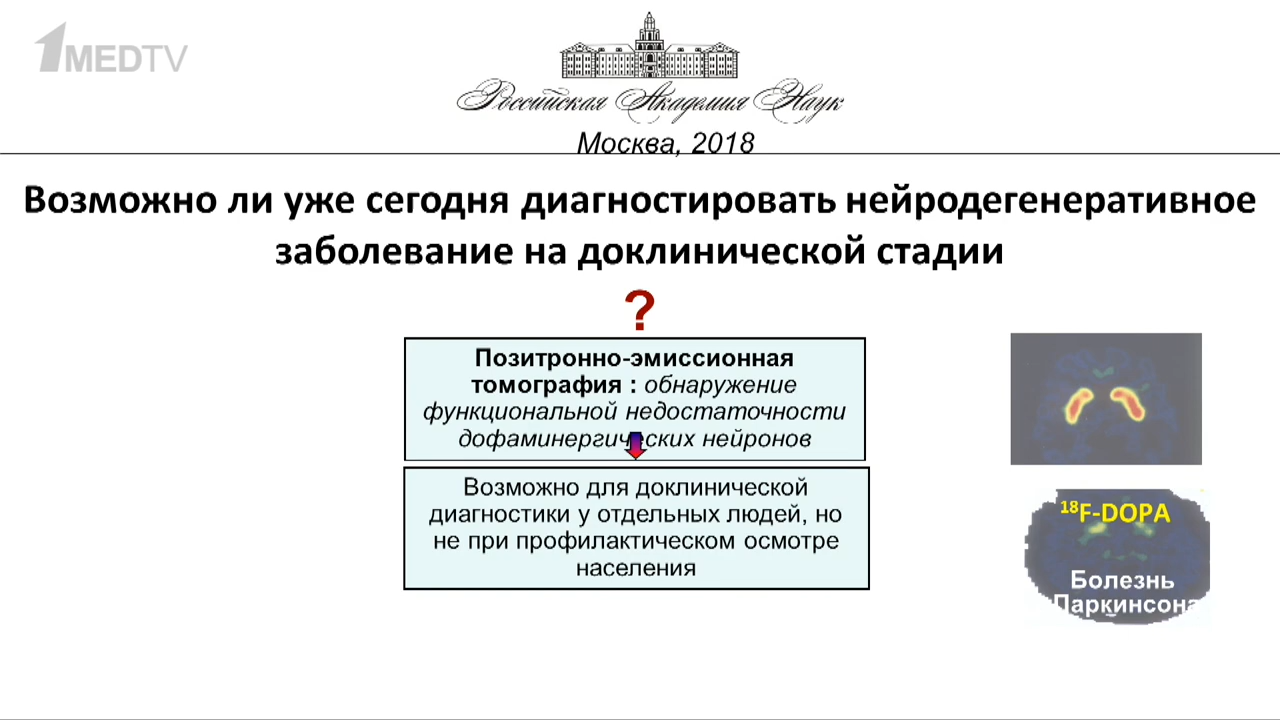 1MEDTV
Российская Академия Наук
Москва, 2018
Возможно ли уже сегодня диагностировать нейродегенеративное
заболевание на доклинической стадии
?
Позитронно-эмиссионная
томография : обнаружение
функциональной недостаточности
дофаминергических нейронов
Возможно для доклинической
диагностики у отдельных людей, но
не при профилактическом осмотре
населения
18F-DOPA
Болезнь
Паркинсона